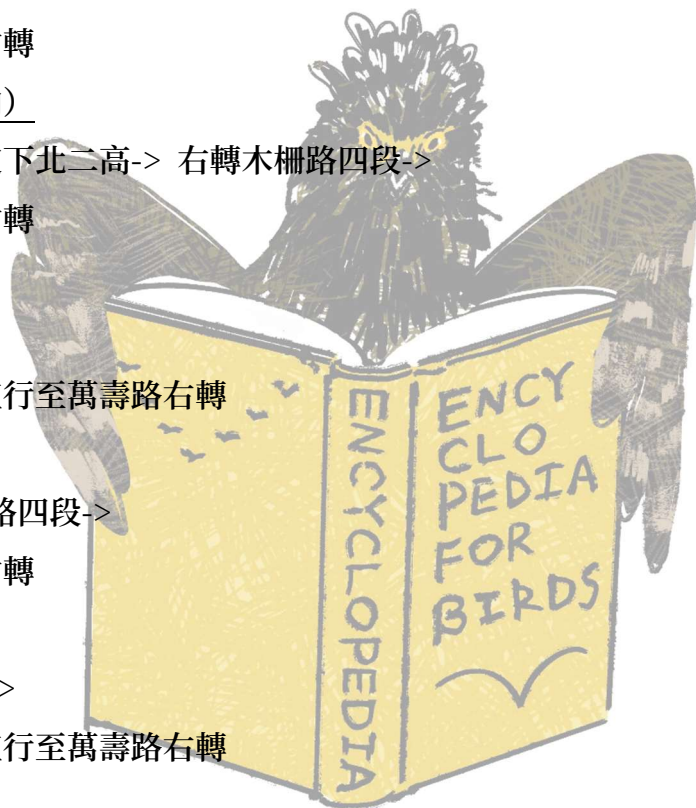 轉
）
下北二高-> 右轉木柵路四段->
轉
行至萬壽路右轉
路四段->
轉
>
行至萬壽路右轉
ENCYCLOPEDIA
ENCY
CLO
PEDIA
FOR
BIRDS